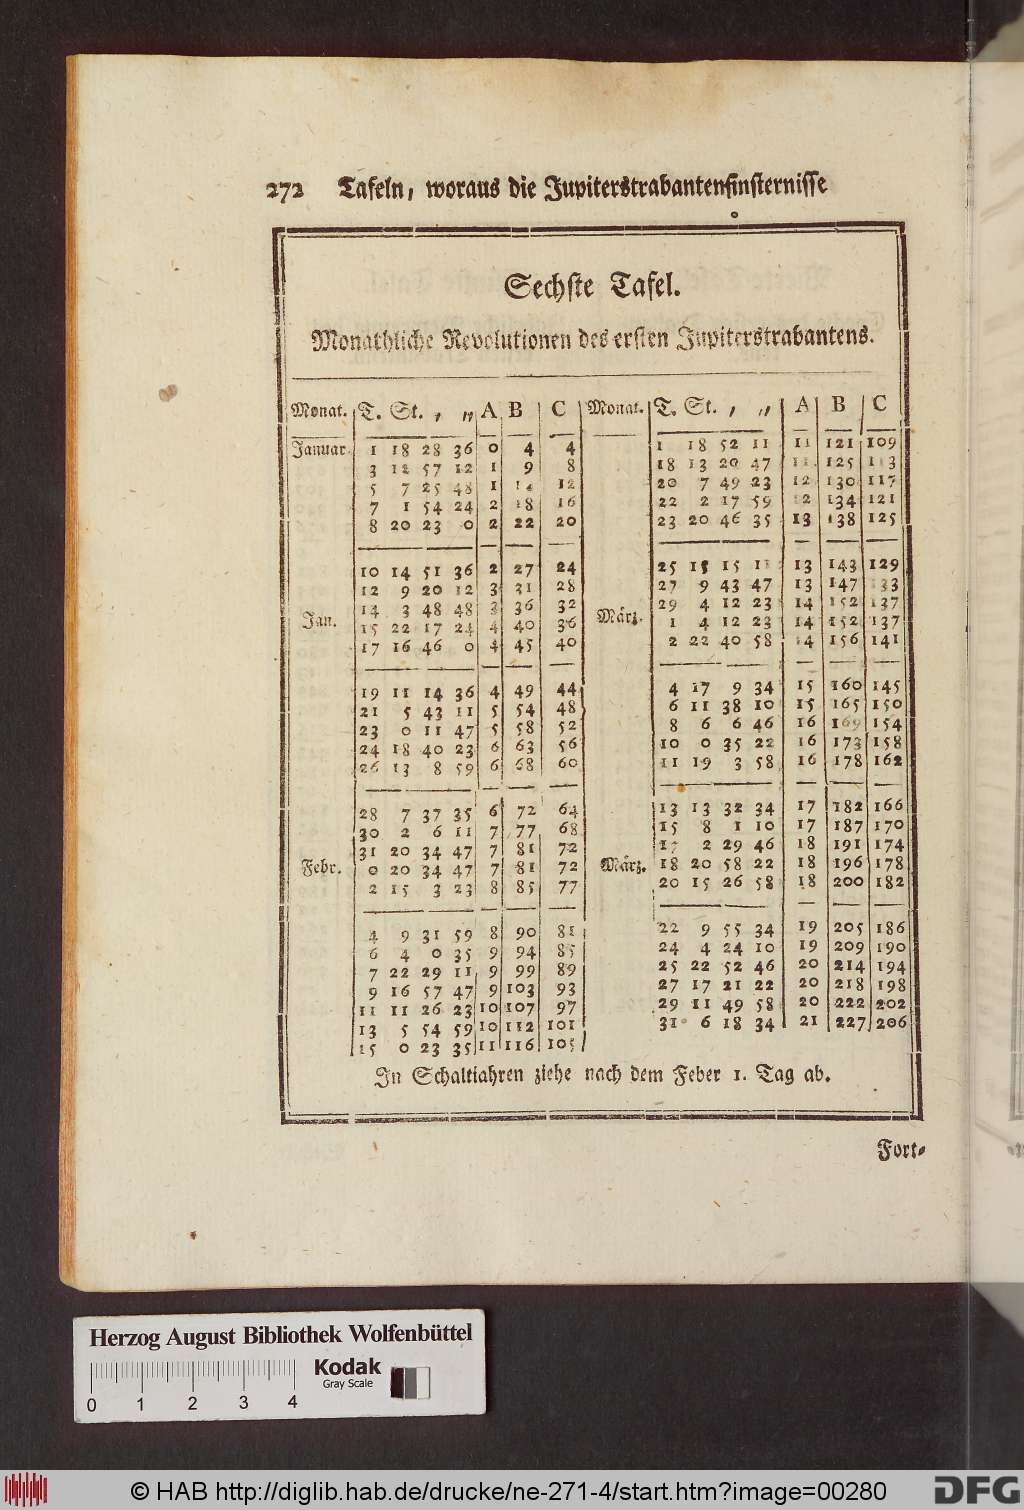 272 Tafeln, woraus die Jupiterstrabantenfinsternisse
Sechste Tafel.
Monathliche Revolutionen des ersten Jupiterstrabantens.
Monat. T. St. , ,, A B C
Januar. 1 18 28 36 0 4 4
3 12 57 12 1 9 8
5 7 25 48 1 12
7 1 54 24 2 18 16
8 20 23 0 2 22 20
10 14 51 36 2 27 24
12 9 20 12 3 31 28
Jan. 14 3 48 48 3 36 32
15 22 17 24 4 40 36
17 16 46 0 4 45 40
19 11 14 36 4 49 44
21 5 43 11 5 54 48
23 0 11 47 5 58 52
24 18 40 23 6 63 56
26 13 8 59 6 68 60
28 7 37 35 6 72 64
30 2 6 11 7 77 68
31 20 34 47 7 81 72
Febr. 0 20 34 47 7 81 72
2 15 3 23 8 85 77
4 9 31 59 8 90 81
6 4 0 35 9 94 85
7 22 29 11 9 99 89
9 16 57 47 9 103 93
11 11 26 23 10 107 97
13 5 54 59 10 112 101
15 0 23 35 11 116 105
Monat. T. St. , ,, A B C
1 18 52 11 11 121 109
18 13 20 47 11 125 113
20 7 49 23 12 130 117
22 2 17 59 12 134 121
23 20 46 35 13 138 125
25 15 15 11 13 143 129
27 9 43 47 13 147 133
29 4 12 23 14 152 137
März. 1 4 12 23 14 152 137
2 22 40 58 14 156 141
4 17 9 34 15 160 145
6 11 38 10 15 165 150
8 6 6 46 16 169 154
10 0 35 22 16 173 158
11 19 3 58 16 178 162
13 13 32 34 17 182 166
15 8 1 10 17 187 170
17 2 29 46 18 191 174
März. 18 20 58 22 18 196 178
20 15 26 58 18 200 182
22 9 55 34 19 205 186
24 4 24 10 19 209 190
25 22 52 46 20 214 194
27 17 21 22 20 218 198
29 11 49 58 20 222 202
31 6 18 34 21 227 206
In Schaltjahren ziehe nach dem Feber 1. Tag ab.
Fort-
Herzog August Bibliothek Wolfenbüttel
Kodak
Gray Scale
0 1 2 3 4
© HAB http://diglib.hab.de/drucke/ne-271-4/start.htm?image=00280
DFG